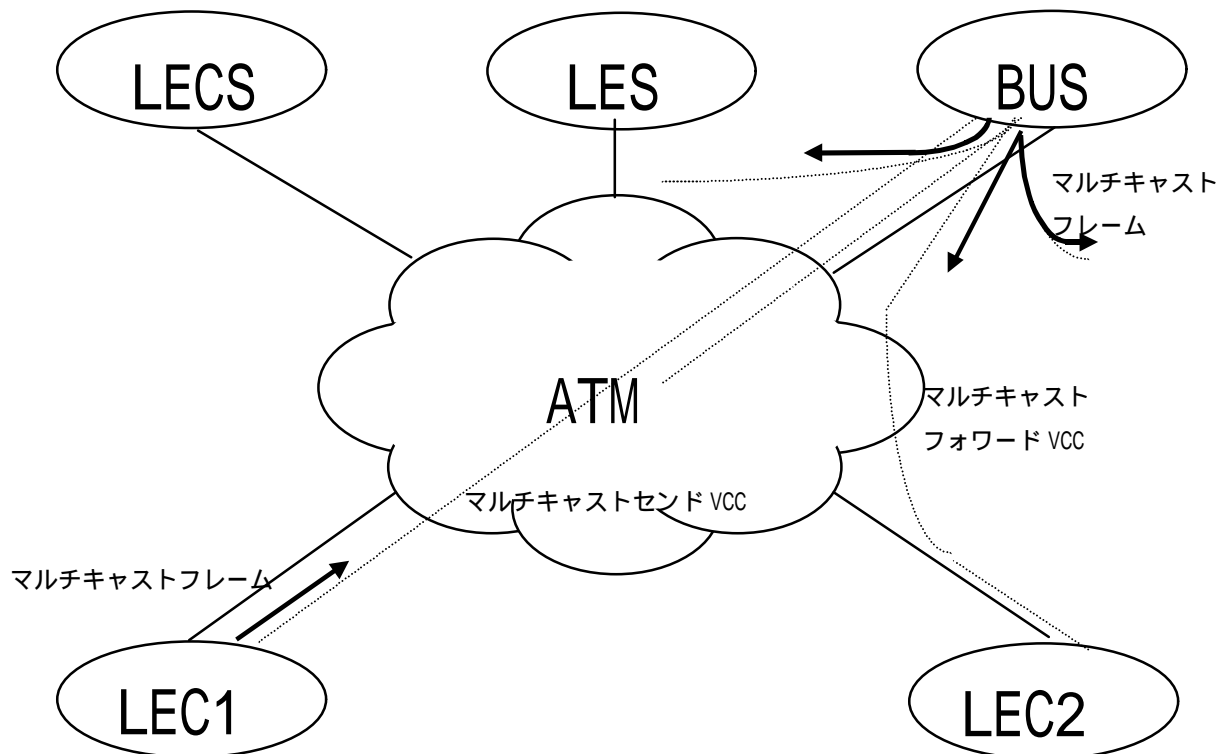 LECS
LES
BUS
マルチキャスト
フレーム
ATM
マルチキャスト
フォワード VCC
マルチキャストセンド VCC
マルチキャストフレーム
LEC1
LEC2